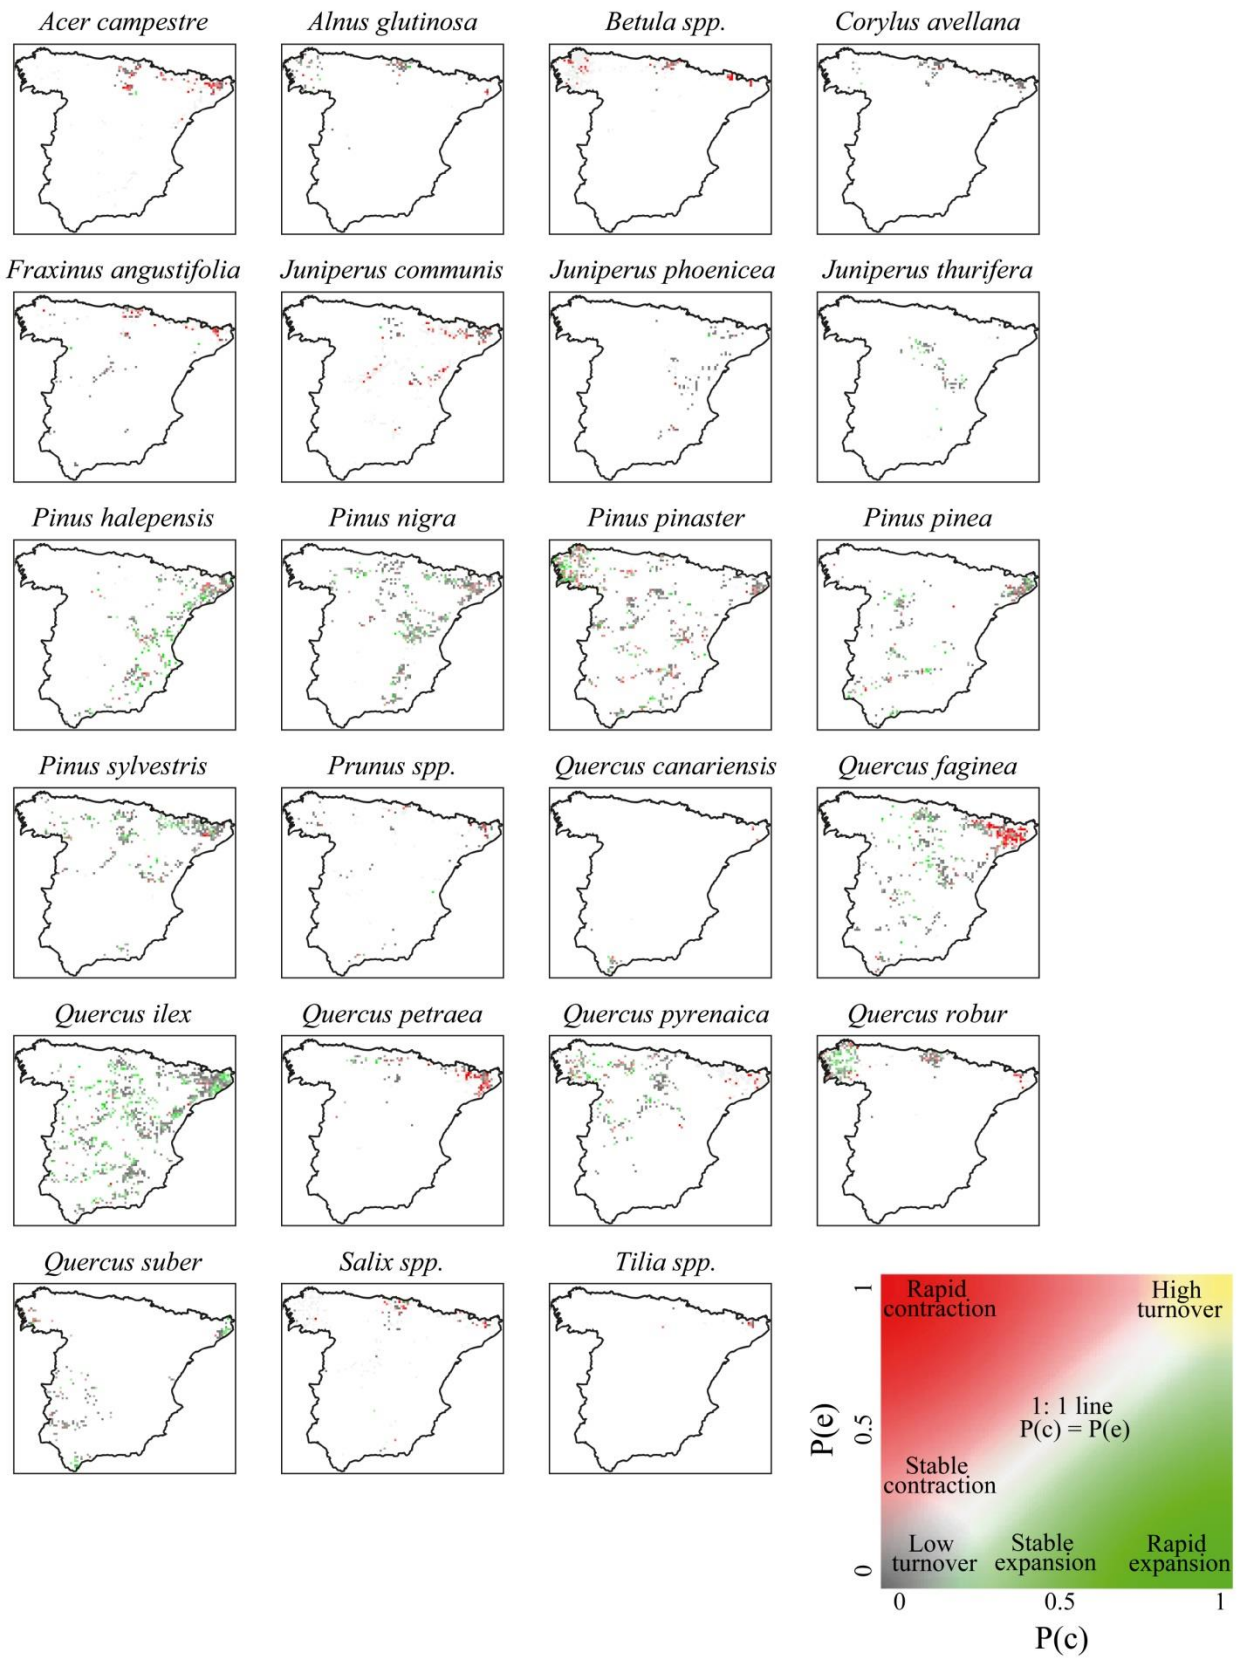 Acer campestre
Alnus glutinosa
Betula spp.
Corylus avellana
Fraxinus angustifolia
Juniperus communis
Juniperus phoenicea
Juniperus thurifera
Pinus halepensis
Pinus nigra
Pinus pinaster
Pinus pinea
Pinus sylvestris
Prunus spp.
Quercus canariensis
Quercus faginea
Quercus ilex
Quercus petraea
Quercus pyrenaica
Quercus robur
Quercus suber
Salix spp.
Tilia spp.
1
Rapid
contraction
High
turnover
P(e)
0.5
1: 1 line
P(c) = P(e)
Stable
contraction
0
Low
turnover
Stable
expansion
Rapid
expansion
0
0.5
1
P(c)